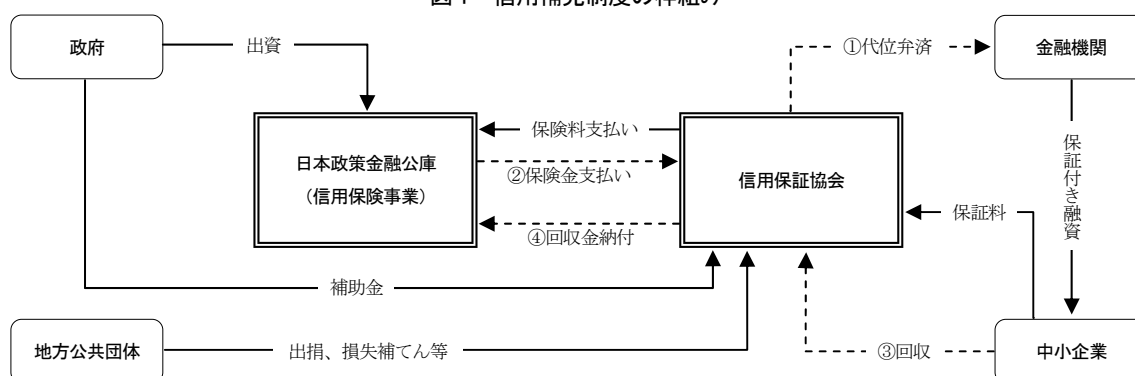 図1 信用補完制度の枠組み
政府
出資
①代位弁済
金融機関
保険料支払い
日本政策金融公庫
（信用保険事業）
②保険金支払い
信用保証協会
保証付き融資
④回収金納付
保証料
補助金
地方公共団体
出捐、損失補てん等
③回収
中小企業